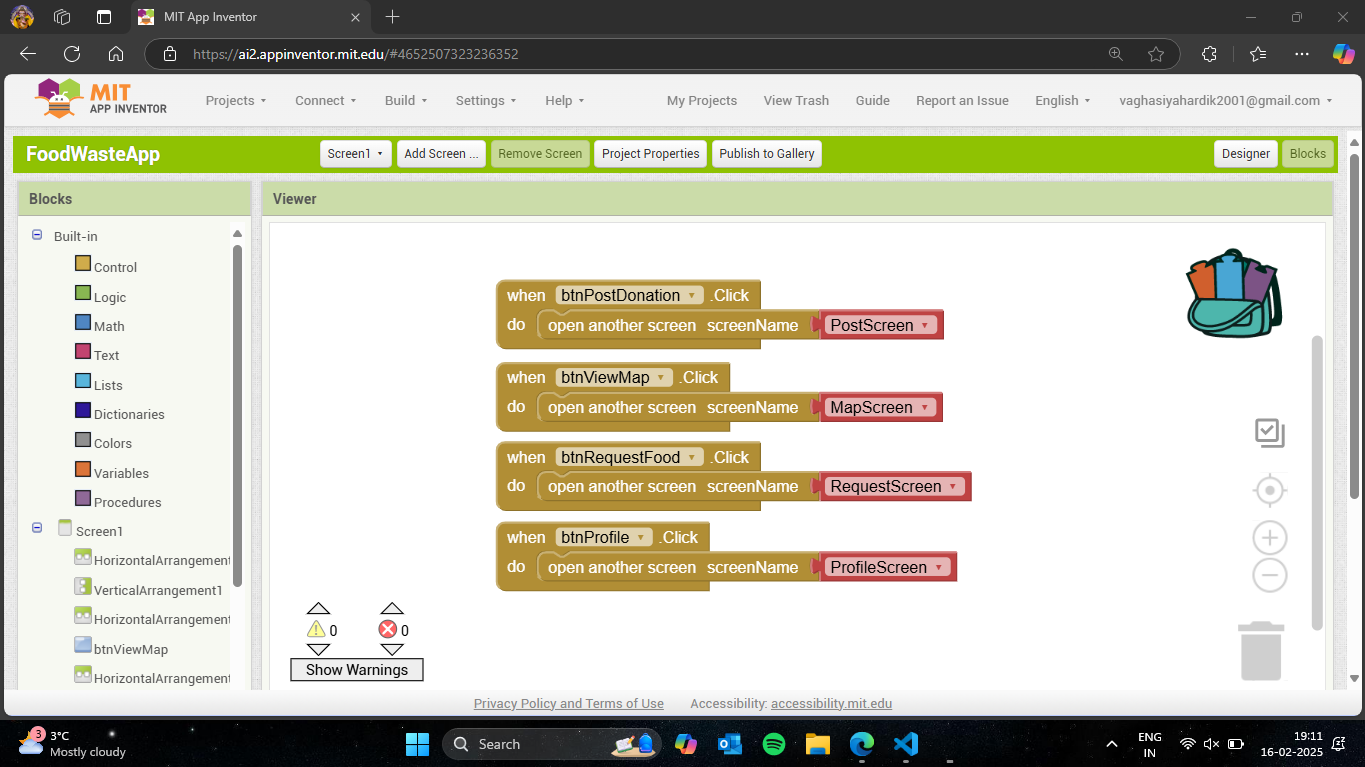 MIT App Inventor
https://ai2.appinventor.mit.edu/#4652507323236352
MIT
APP INVENTOR
Projects Connect Build Settings Help My Projects View Trash Guide Report an Issue English vaghasiyahardik2001@gmail.com
FoodWasteApp Screen1 Add Screen ... Remove Screen Project Properties Publish to Gallery Designer Blocks
Blocks
Viewer
Built-in
Control
Logic
Math
Text
Lists
Dictionaries
Colors
Variables
Procedures
Screen1
HorizontalArrangement
VerticalArrangement1
HorizontalArrangement
btnViewMap
HorizontalArrangement
when btnPostDonation .Click
do open another screen screenName PostScreen
when btnViewMap .Click
do open another screen screenName MapScreen
when btnRequestFood .Click
do open another screen screenName RequestScreen
when btnProfile .Click
do open another screen screenName ProfileScreen
0 0
Show Warnings
Privacy Policy and Terms of Use Accessibility: accessibility.mit.edu
3
3°C
Mostly cloudy
Search
ENG
IN
19:11
16-02-2025